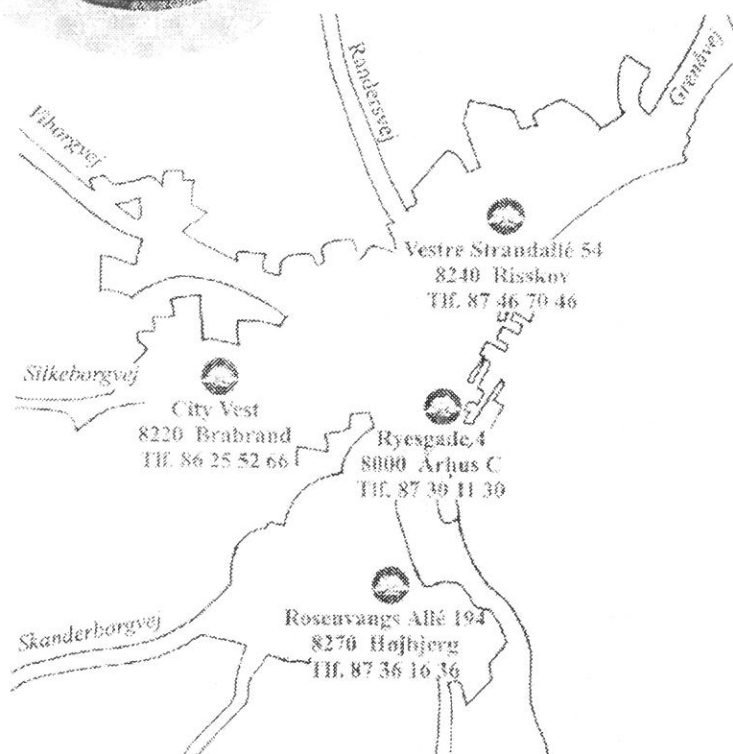 Randersvej
Grenåvej
Viborgvej
Vestre Strandallé 54
8240 Risskov
Tlf. 87 46 70 46
Silkeborgvej
City Vest
8220 Brabrand
Tlf. 86 25 52 66
Ryesgade 4
8000 Århus C
Tlf. 87 30 11 30
Rosenvangs Allé 194
8270 Højbjerg
Tlf. 87 36 16 36
Skanderborgvej